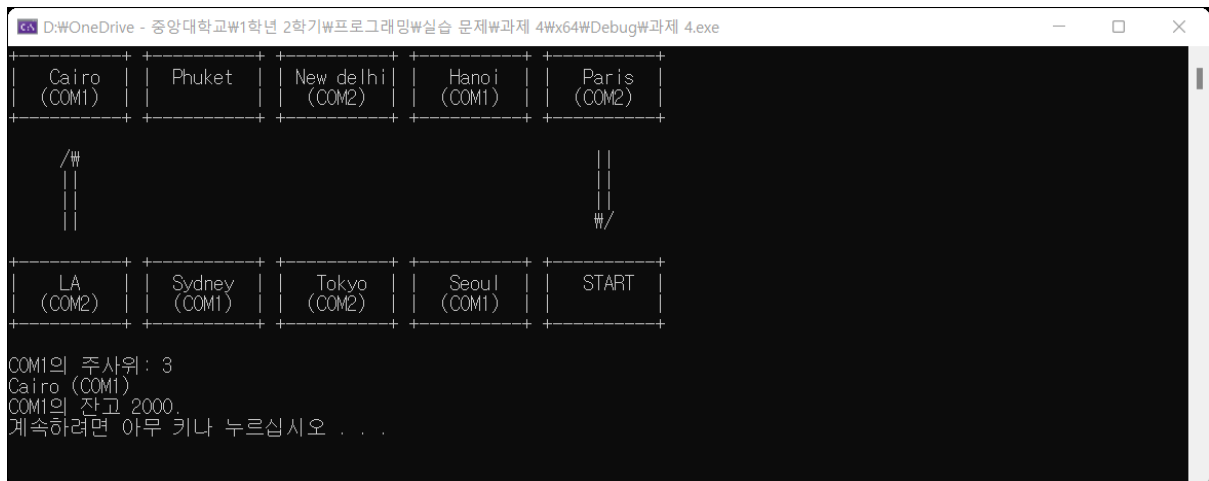 D:₩OneDrive - 중앙대학교₩1학년 2학기₩프로그래밍₩실습 문제₩과제 4₩x64₩Debug₩과제 4.exe
+----------+ +----------+ +----------+ +----------+ +----------+
|   Cairo  | |  Phuket  | | New delhi| |   Hanoi  | |   Paris  |
|  (COM1)  | |          | |  (COM2)  | |  (COM1)  | |  (COM2)  |
+----------+ +----------+ +----------+ +----------+ +----------+
/₩ ||
|| ||
|| ||
|| ₩/
+----------+ +----------+ +----------+ +----------+ +----------+
|    LA    | |  Sydney  | |   Tokyo  | |   Seoul  | |   START  |
|  (COM2)  | |  (COM1)  | |  (COM2)  | |  (COM1)  | |          |
+----------+ +----------+ +----------+ +----------+ +----------+
COM1의 주사위: 3
Cairo (COM1)
COM1의 잔고 2000.
계속하려면 아무 키나 누르십시오 . . .